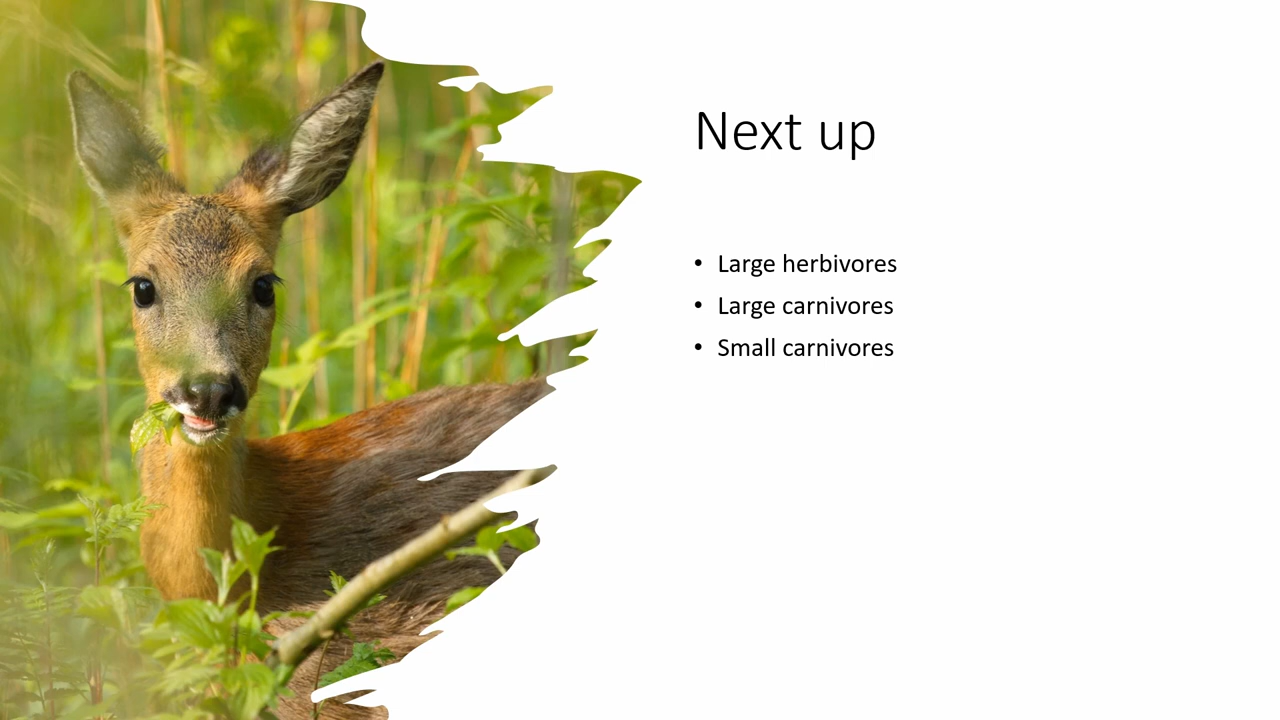 Next up
• Large herbivores
• Large carnivores
• Small carnivores